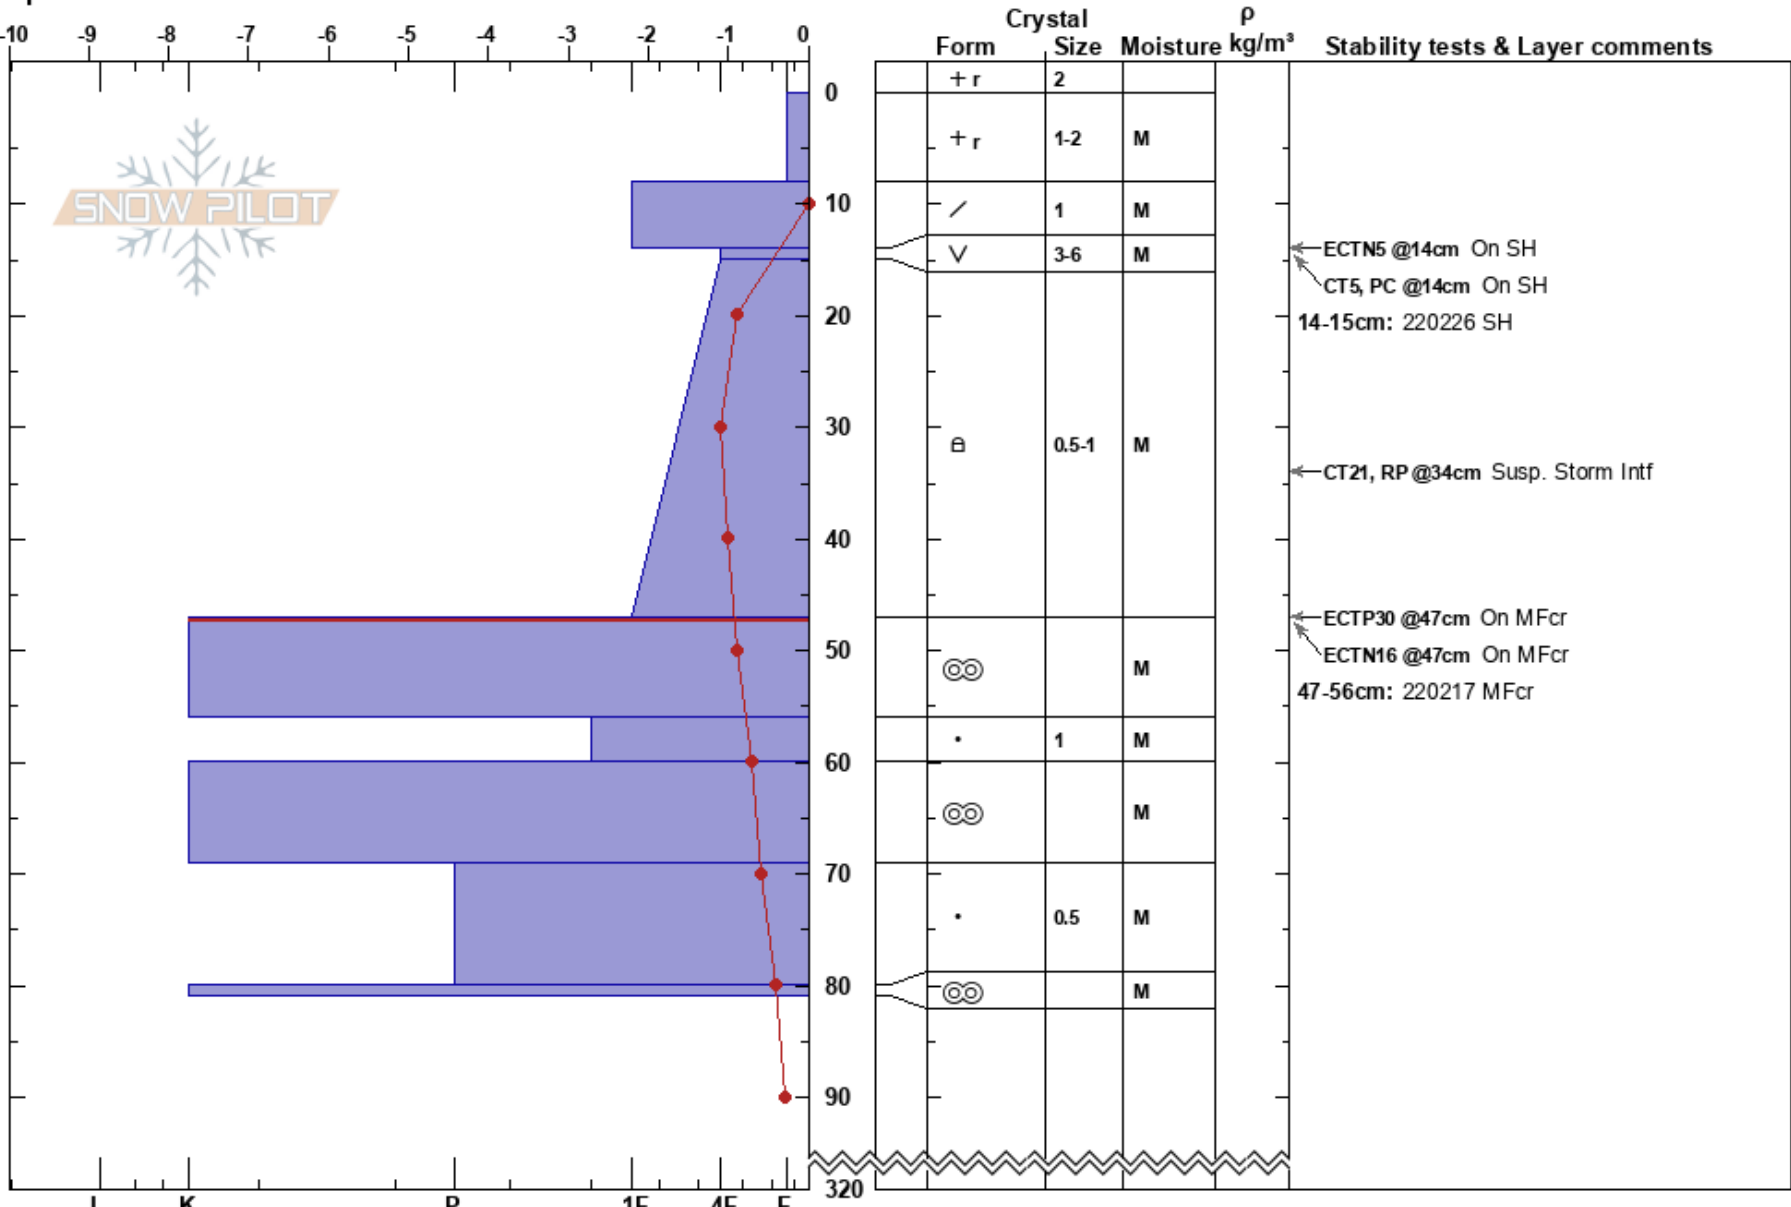 Crystal ρ
-10 -9 -8 -7 -6 -5 -4 -3 -2 -1 0 Form Size Moisture kg/m³ Stability tests & Layer comments
+ r 2
0
SNOW PILOT
+ r 1-2 M
10 1 M
3-6 M ECTN5 @14cm On SH
CT5, PC @14cm On SH
20 14-15cm: 220226 SH
30 0.5-1 M
CT21, RP @34cm Susp. Storm Intf
40
ECTP30 @47cm On MFcr
50 M ECTN16 @47cm On MFcr
47-56cm: 220217 MFcr
1 M
60
M
70
0.5 M
80 M
90
320
I K P 1F 4F F